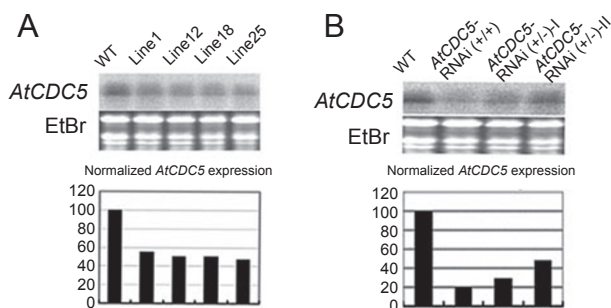 A
WT Line1 Line12 Line18 Line25
AtCDC5
EtBr
Normalized AtCDC5 expression
120
100
80
60
40
20
0
B
WT
AtCDC5-
RNAi (+/+)
AtCDC5-
RNAi (+/-)-I
AtCDC5-
RNAi (+/-)-II
AtCDC5
EtBr
Normalized AtCDC5 expression
120
100
80
60
40
20
0